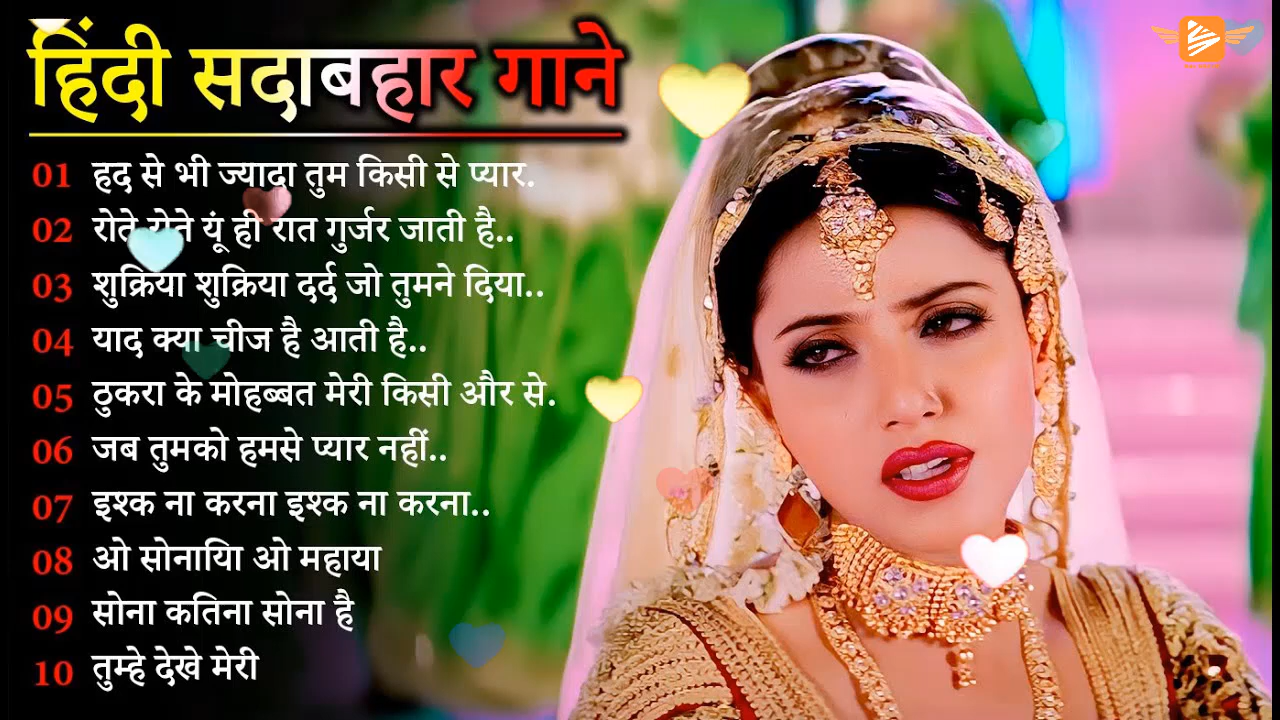 हिंदी सदाबहार गाने
01 हद से भी ज्यादा तुम किसी से प्यार.
02 रोते रोते यूं ही रात गुर्जर जाती है..
03 शुक्रिया शुक्रिया दर्द जो तुमने दिया..
04 याद क्या चीज है आती है..
05 ठुकरा के मोहब्बत मेरी किसी और से.
06 जब तुमको हमसे प्यार नहीं..
07 इश्क ना करना इश्क ना करना..
08 ओ सोनायिा ओ महाया
09 सोना कतिना सोना है
10 तुम्हे देखे मेरी